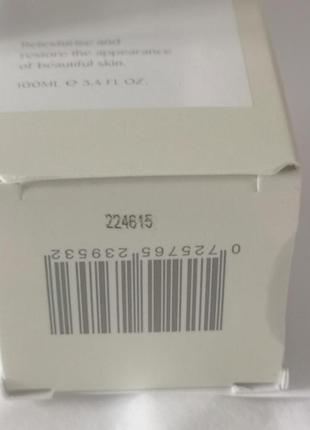 Retexturise and
restore the appearance
of beautiful skin.
100ML ℮ 3.4 FL OZ.
224615
0 725765 239532